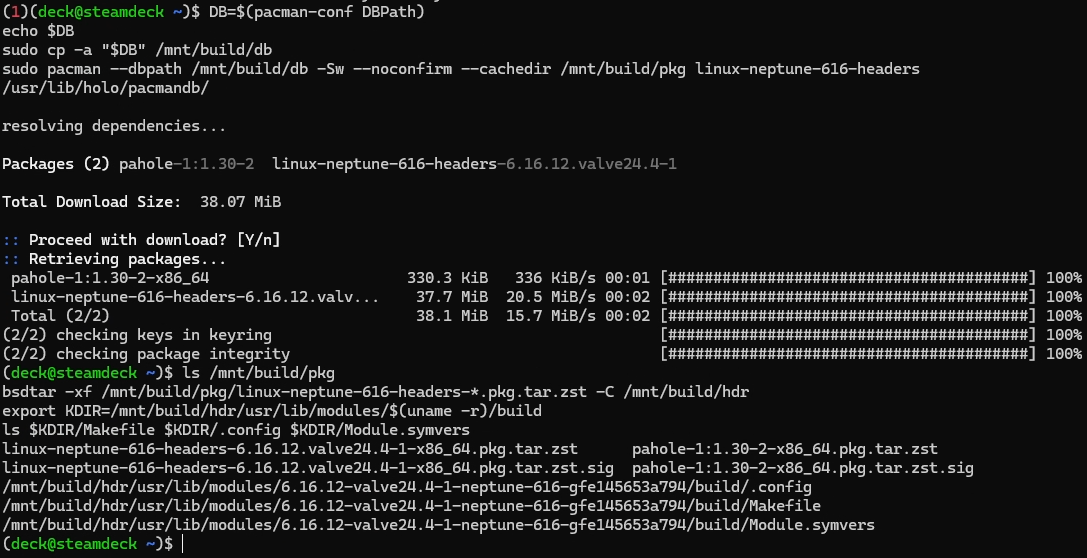 (1)(deck@steamdeck ~)$ DB=$(pacman-conf DBPath)
echo $DB
sudo cp -a "$DB" /mnt/build/db
sudo pacman --dbpath /mnt/build/db -Sw --noconfirm --cachedir /mnt/build/pkg linux-neptune-616-headers
/usr/lib/holo/pacmandb/
resolving dependencies...
Packages (2) pahole-1:1.30-2  linux-neptune-616-headers-6.16.12.valve24.4-1
Total Download Size:  38.07 MiB
:: Proceed with download? [Y/n]
:: Retrieving packages...
pahole-1:1.30-2-x86_64 330.3 KiB 336 KiB/s 00:01 [########################################] 100%
linux-neptune-616-headers-6.16.12.valv... 37.7 MiB 20.5 MiB/s 00:02 [########################################] 100%
Total (2/2) 38.1 MiB 15.7 MiB/s 00:02 [########################################] 100%
(2/2) checking keys in keyring [########################################] 100%
(2/2) checking package integrity [########################################] 100%
(deck@steamdeck ~)$ ls /mnt/build/pkg
bsdtar -xf /mnt/build/pkg/linux-neptune-616-headers-*.pkg.tar.zst -C /mnt/build/hdr
export KDIR=/mnt/build/hdr/usr/lib/modules/$(uname -r)/build
ls $KDIR/Makefile $KDIR/.config $KDIR/Module.symvers
linux-neptune-616-headers-6.16.12.valve24.4-1-x86_64.pkg.tar.zst pahole-1:1.30-2-x86_64.pkg.tar.zst
linux-neptune-616-headers-6.16.12.valve24.4-1-x86_64.pkg.tar.zst.sig pahole-1:1.30-2-x86_64.pkg.tar.zst.sig
/mnt/build/hdr/usr/lib/modules/6.16.12-valve24.4-1-neptune-616-gfe145653a794/build/.config
/mnt/build/hdr/usr/lib/modules/6.16.12-valve24.4-1-neptune-616-gfe145653a794/build/Makefile
/mnt/build/hdr/usr/lib/modules/6.16.12-valve24.4-1-neptune-616-gfe145653a794/build/Module.symvers
(deck@steamdeck ~)$